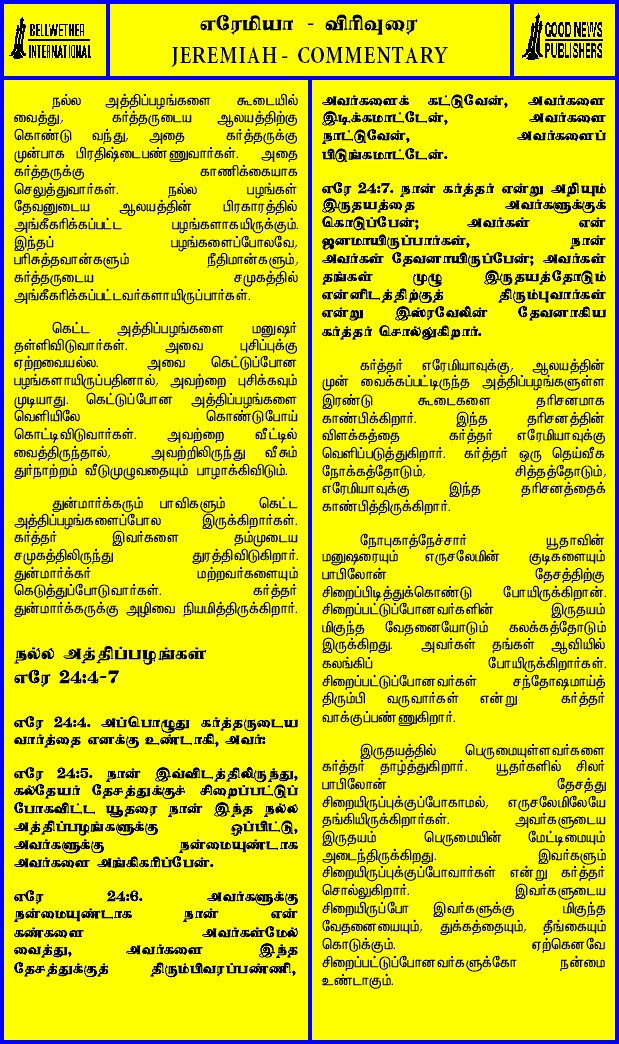 BELLWETHER
INTERNATIONAL
எரேமியா - விரிவுரை
JEREMIAH - COMMENTARY
GOOD NEWS
PUBLISHERS
நல்ல அத்திப்பழங்களை கூடையில்
வைத்து, கர்த்தருடைய ஆலயத்திற்கு
கொண்டு வந்து, அதை கர்த்தருக்கு
முன்பாக பிரதிஷ்டைபண்ணுவார்கள். அதை
கர்த்தருக்கு காணிக்கையாக
செலுத்துவார்கள். நல்ல பழங்கள்
தேவனுடைய ஆலயத்தின் பிரகாரத்தில்
அங்கீகரிக்கப்பட்ட பழங்களாகயிருக்கும்.
இந்தப் பழங்களைப்போலவே,
பரிசுத்தவான்களும் நீதிமான்களும்,
கர்த்தருடைய சமுகத்தில்
அங்கீகரிக்கப்பட்டவர்களாயிருப்பார்கள்.
கெட்ட அத்திப்பழங்களை மனுஷர்
தள்ளிவிடுவார்கள். அவை புசிப்புக்கு
ஏற்றவையல்ல. அவை கெட்டுப்போன
பழங்களாயிருப்பதினால், அவற்றை புசிக்கவும்
முடியாது. கெட்டுப்போன அத்திப்பழங்களை
வெளியிலே கொண்டுபோய்
கொட்டிவிடுவார்கள். அவற்றை வீட்டில்
வைத்திருந்தால், அவற்றிலிருந்து வீசும்
துர்நாற்றம் வீடுமுழுவதையும் பாழாக்கிவிடும்.
துன்மார்க்கரும் பாவிகளும் கெட்ட
அத்திப்பழங்களைப்போல இருக்கிறார்கள்.
கர்த்தர் இவர்களை தம்முடைய
சமுகத்திலிருந்து துரத்திவிடுகிறார்.
துன்மார்க்கர் மற்றவர்களையும்
கெடுத்துப்போடுவார்கள். கர்த்தர்
துன்மார்க்கருக்கு அழிவை நியமித்திருக்கிறார்.
நல்ல அத்திப்பழங்கள்
எரே 24:4-7
எரே 24:4. அப்பொழுது கர்த்தருடைய
வார்த்தை எனக்கு உண்டாகி, அவர்:
எரே 24:5. நான் இவ்விடத்திலிருந்து,
கல்தேயர் தேசத்துக்குச் சிறைப்பட்டுப்
போகவிட்ட யூதரை நான் இந்த நல்ல
அத்திப்பழங்களுக்கு ஒப்பிட்டு,
அவர்களுக்கு நன்மையுண்டாக
அவர்களை அங்கிகரிப்பேன்.
எரே 24:6. அவர்களுக்கு
நன்மையுண்டாக நான் என்
கண்களை அவர்கள்மேல்
வைத்து, அவர்களை இந்த
தேசத்துக்குத் திரும்பிவரப்பண்ணி,
அவர்களைக் கட்டுவேன், அவர்களை
இடிக்கமாட்டேன், அவர்களை
நாட்டுவேன், அவர்களைப்
பிடுங்கமாட்டேன்.
எரே 24:7. நான் கர்த்தர் என்று அறியும்
இருதயத்தை அவர்களுக்குக்
கொடுப்பேன்; அவர்கள் என்
ஜனமாயிருப்பார்கள், நான்
அவர்கள் தேவனாயிருப்பேன்; அவர்கள்
தங்கள் முழு இருதயத்தோடும்
என்னிடத்திற்குத் திரும்புவார்கள்
என்று இஸ்ரவேலின் தேவனாகிய
கர்த்தர் சொல்லுகிறார்.
கர்த்தர் எரேமியாவுக்கு, ஆலயத்தின்
முன் வைக்கப்பட்டிருந்த அத்திப்பழங்களுள்ள
இரண்டு கூடைகளை தரிசனமாக
காண்பிக்கிறார். இந்த தரிசனத்தின்
விளக்கத்தை கர்த்தர் எரேமியாவுக்கு
வெளிப்படுத்துகிறார். கர்த்தர் ஒரு தெய்வீக
நோக்கத்தோடும், சித்தத்தோடும்,
எரேமியாவுக்கு இந்த தரிசனத்தைக்
காண்பித்திருக்கிறார்.
நேபுகாத்நேச்சார் யூதாவின்
மனுஷரையும் எருசலேமின் குடிகளையும்
பாபிலோன் தேசத்திற்கு
சிறைப்பிடித்துக்கொண்டு போயிருக்கிறான்.
சிறைப்பட்டுப்போனவர்களின் இருதயம்
மிகுந்த வேதனையோடும் கலக்கத்தோடும்
இருக்கிறது. அவர்கள் தங்கள் ஆவியில்
கலங்கிப் போயிருக்கிறார்கள்.
சிறைப்பட்டுப்போனவர்கள் சந்தோஷமாய்த்
திரும்பி வருவார்கள் என்று கர்த்தர்
வாக்குப்பண்ணுகிறார்.
இருதயத்தில் பெருமையுள்ளவர்களை
கர்த்தர் தாழ்த்துகிறார். யூதர்களில் சிலர்
பாபிலோன் தேசத்து
சிறையிருப்புக்குப்போகாமல், எருசலேமிலேயே
தங்கியிருக்கிறார்கள். அவர்களுடைய
இருதயம் பெருமையின் மேட்டிமையும்
அடைந்திருக்கிறது. இவர்களும்
சிறையிருப்புக்குப்போவார்கள் என்று கர்த்தர்
சொல்லுகிறார். இவர்களுடைய
சிறையிருப்போ இவர்களுக்கு மிகுந்த
வேதனையையும், துக்கத்தையும், தீங்கையும்
கொடுக்கும். ஏற்கெனவே
சிறைப்பட்டுப்போனவர்களுக்கோ நன்மை
உண்டாகும்.